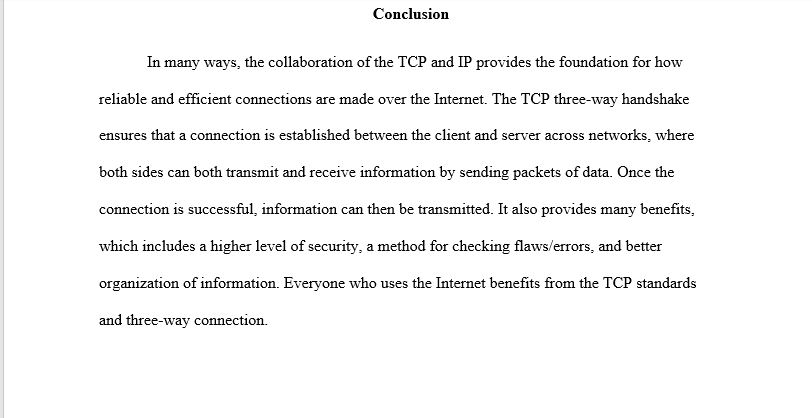 Conclusion
In many ways, the collaboration of the TCP and IP provides the foundation for how
reliable and efficient connections are made over the Internet. The TCP three-way handshake
ensures that a connection is established between the client and server across networks, where
both sides can both transmit and receive information by sending packets of data. Once the
connection is successful, information can then be transmitted. It also provides many benefits,
which includes a higher level of security, a method for checking flaws/errors, and better
organization of information. Everyone who uses the Internet benefits from the TCP standards
and three-way connection.